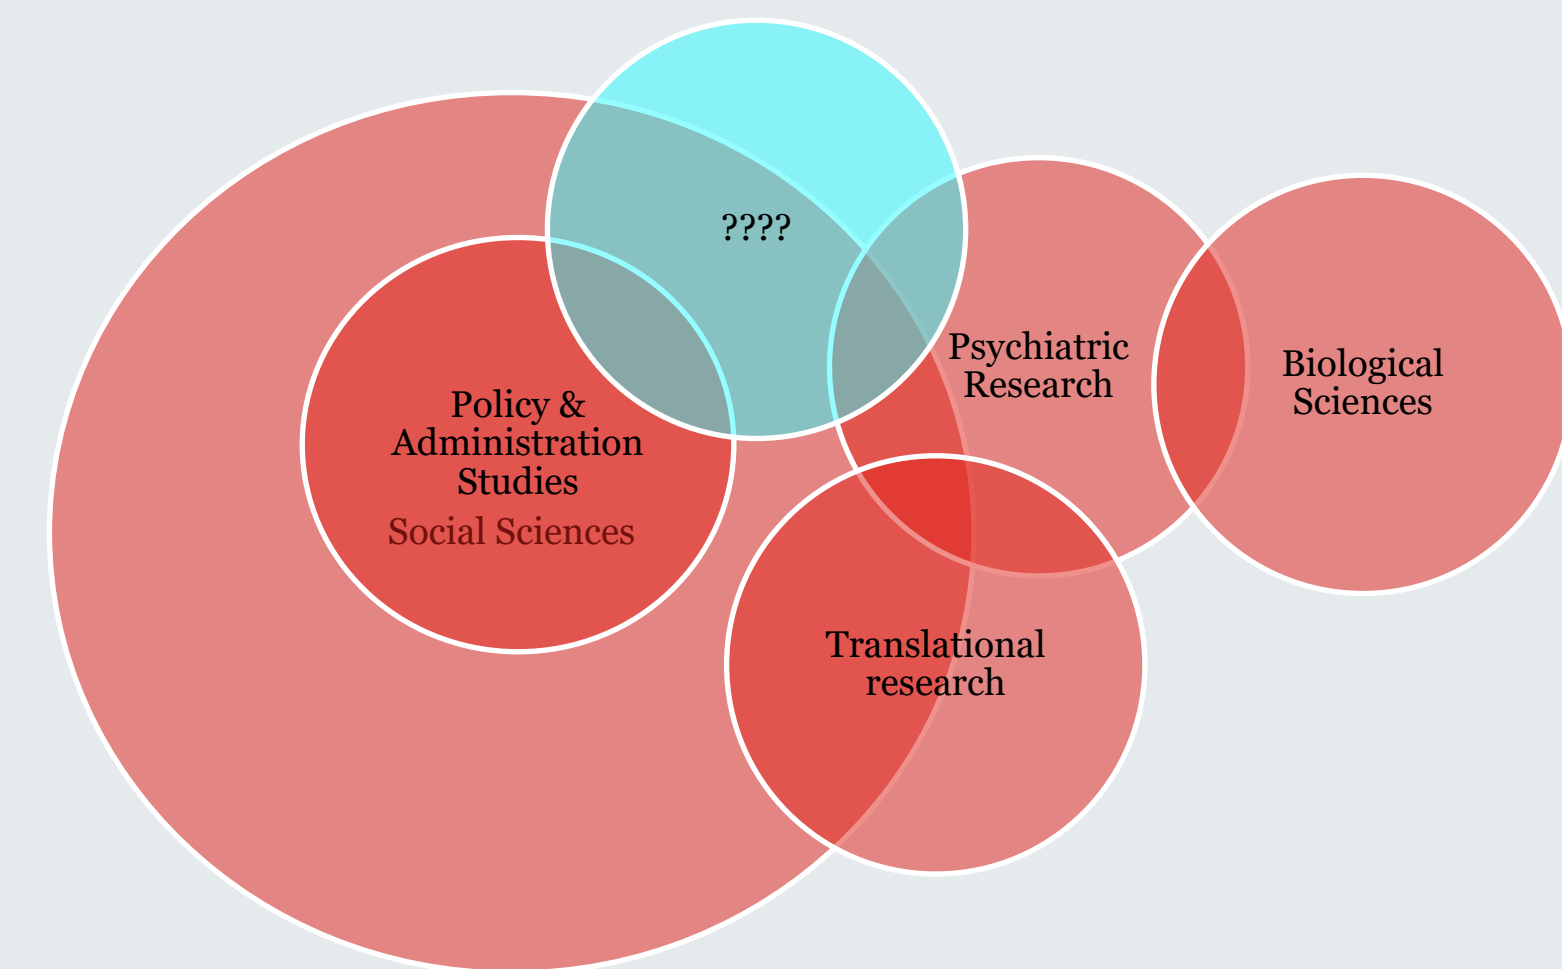 ????
Psychiatric
Research
Biological
Sciences
Policy &
Administration
Studies
Social Sciences
Translational
research